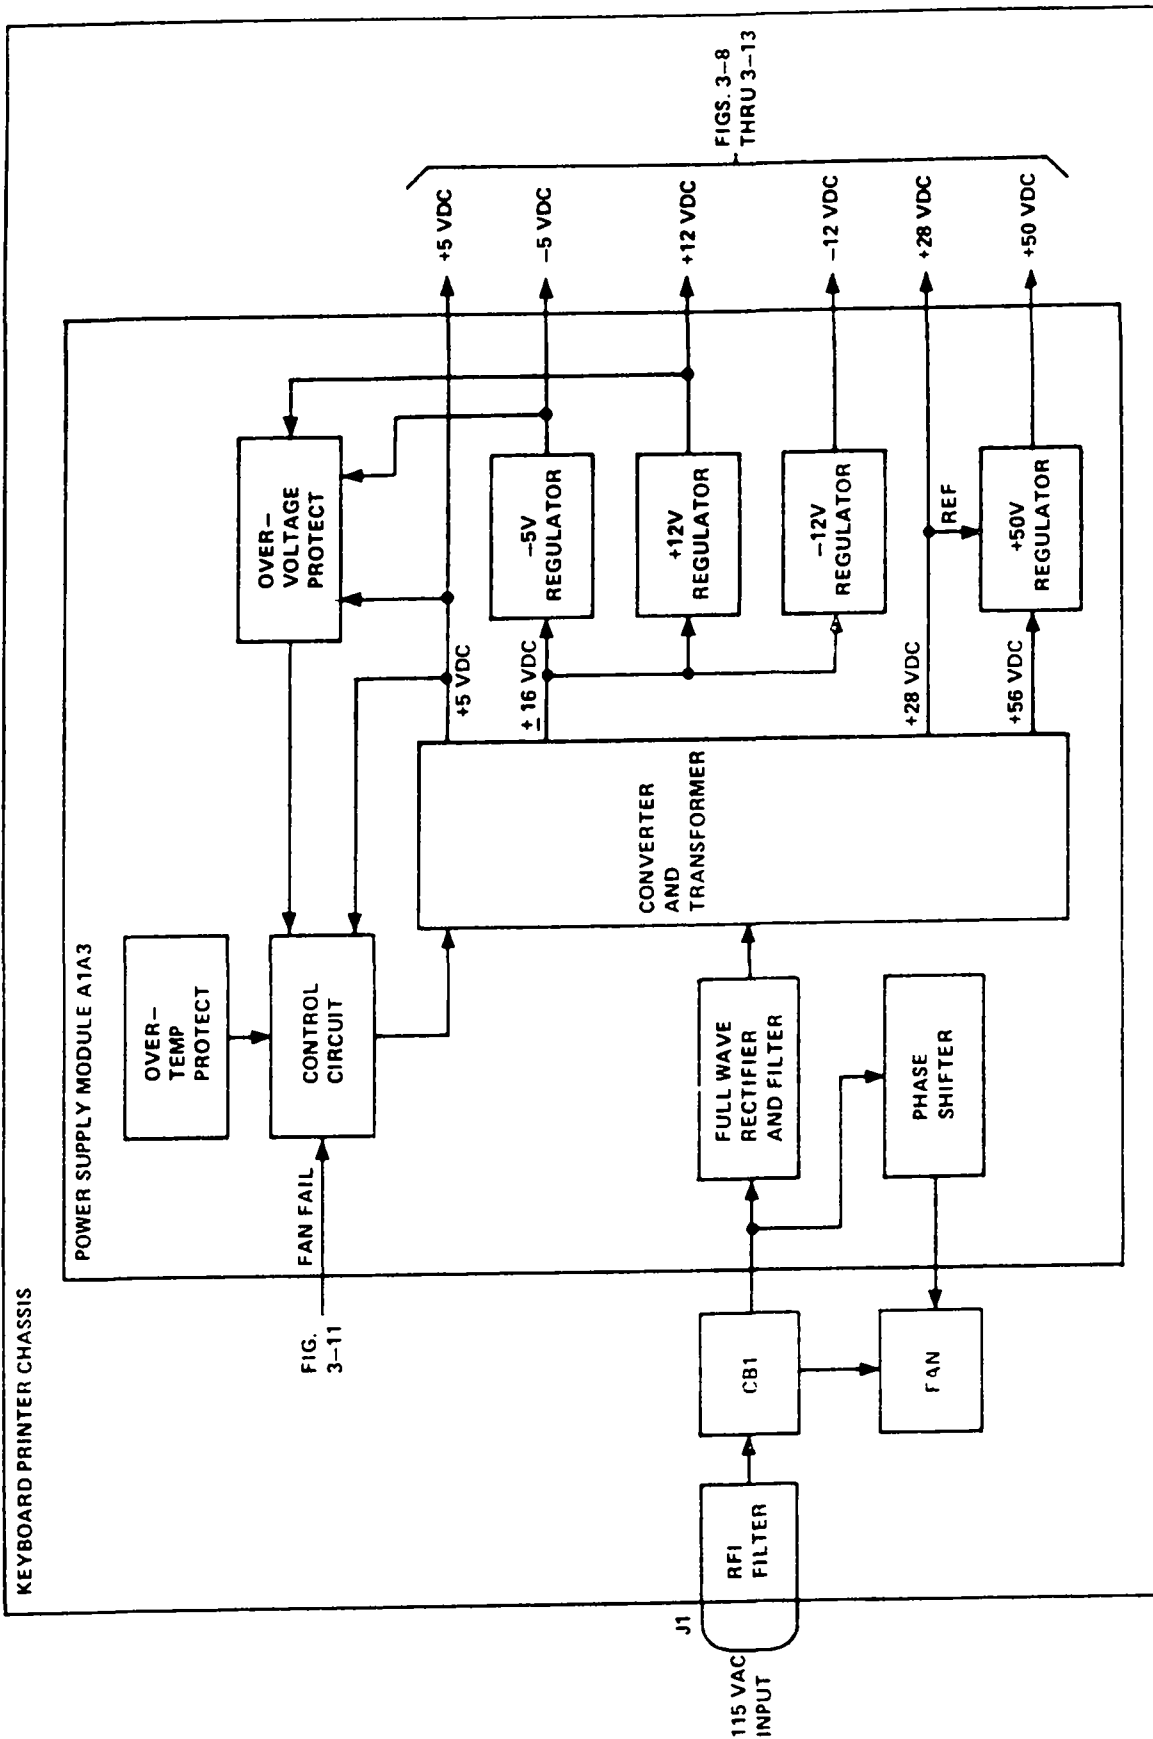 KEYBOARD PRINTER CHASSIS
POWER SUPPLY MODULE A1A3
OVER–
TEMP
PROTECT
OVER–
VOLTAGE
PROTECT
FIG.
3–11
FAN FAIL
CONTROL
CIRCUIT
+5 VDC
+5 VDC
± 16 VDC
–5V
REGULATOR
–5 VDC
+12V
REGULATOR
+12 VDC
–12V
REGULATOR
–12 VDC
+28 VDC
REF
+28 VDC
+56 VDC
+50V
REGULATOR
+50 VDC
FIGS. 3–8
THRU 3–13
CONVERTER
AND
TRANSFORMER
115 VAC
INPUT
J1
RFI
FILTER
CB1
FULL WAVE
RECTIFIER
AND FILTER
PHASE
SHIFTER
FAN